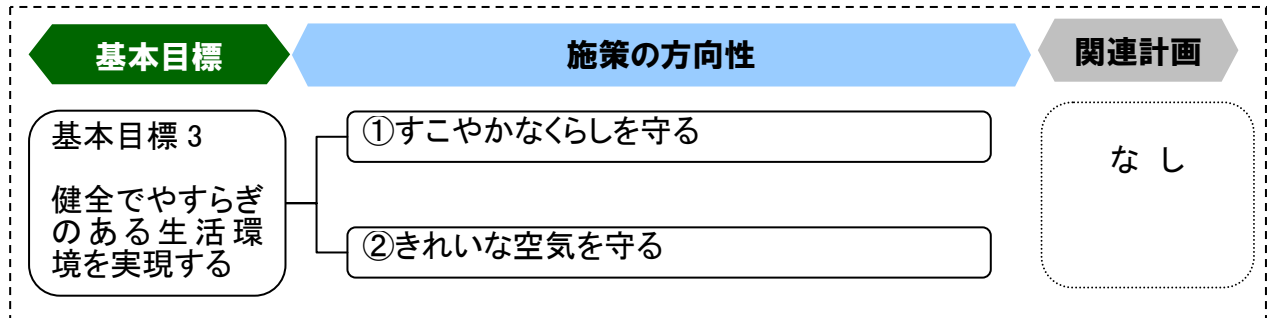 基本目標
施策の方向性
関連計画
基本目標 3
健全でやすらぎ
のある生活環
境を実現する
①すこやかなくらしを守る
②きれいな空気を守る
な し